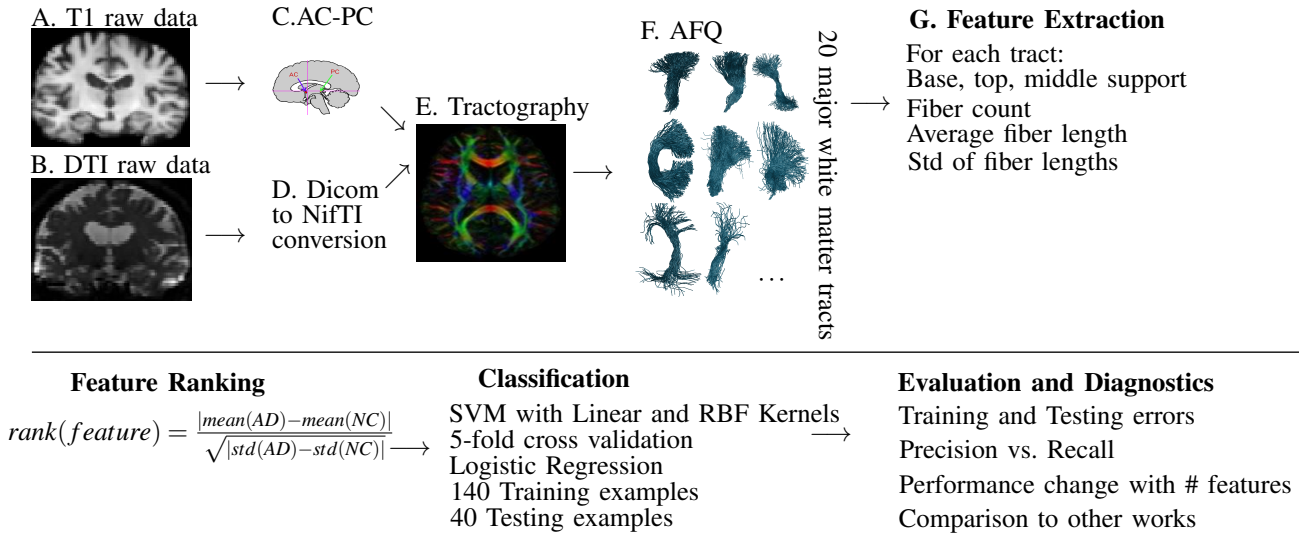 A. T1 raw data
C.AC-PC
AC
PC
B. DTI raw data
D. Dicom
to NifTI
conversion
E. Tractography
F. AFQ
...
20 major white matter tracts
G. Feature Extraction
For each tract:
Base, top, middle support
Fiber count
Average fiber length
Std of fiber lengths
Feature Ranking
rank(feature) = |mean(AD)−mean(NC)| / √|std(AD)−std(NC)|
Classification
SVM with Linear and RBF Kernels
5-fold cross validation
Logistic Regression
140 Training examples
40 Testing examples
Evaluation and Diagnostics
Training and Testing errors
Precision vs. Recall
Performance change with # features
Comparison to other works